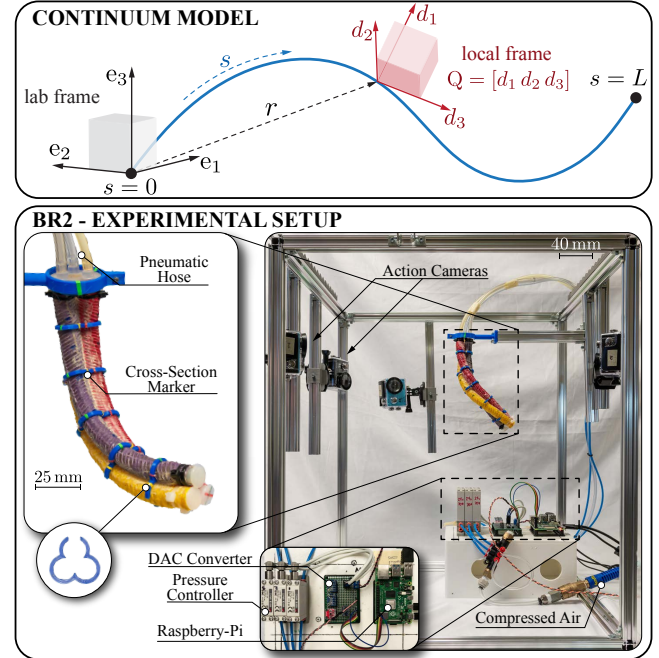 CONTINUUM MODEL
d₁
d₂
e₃
s
local frame
lab frame
Q = [d₁ d₂ d₃]
s = L
r
d₃
e₂
e₁
s = 0
BR2 - EXPERIMENTAL SETUP
40 mm
Pneumatic
Hose
Action Cameras
Cross-Section
Marker
25 mm
DAC Converter
Pressure
Controller
Raspberry-Pi
Compressed Air